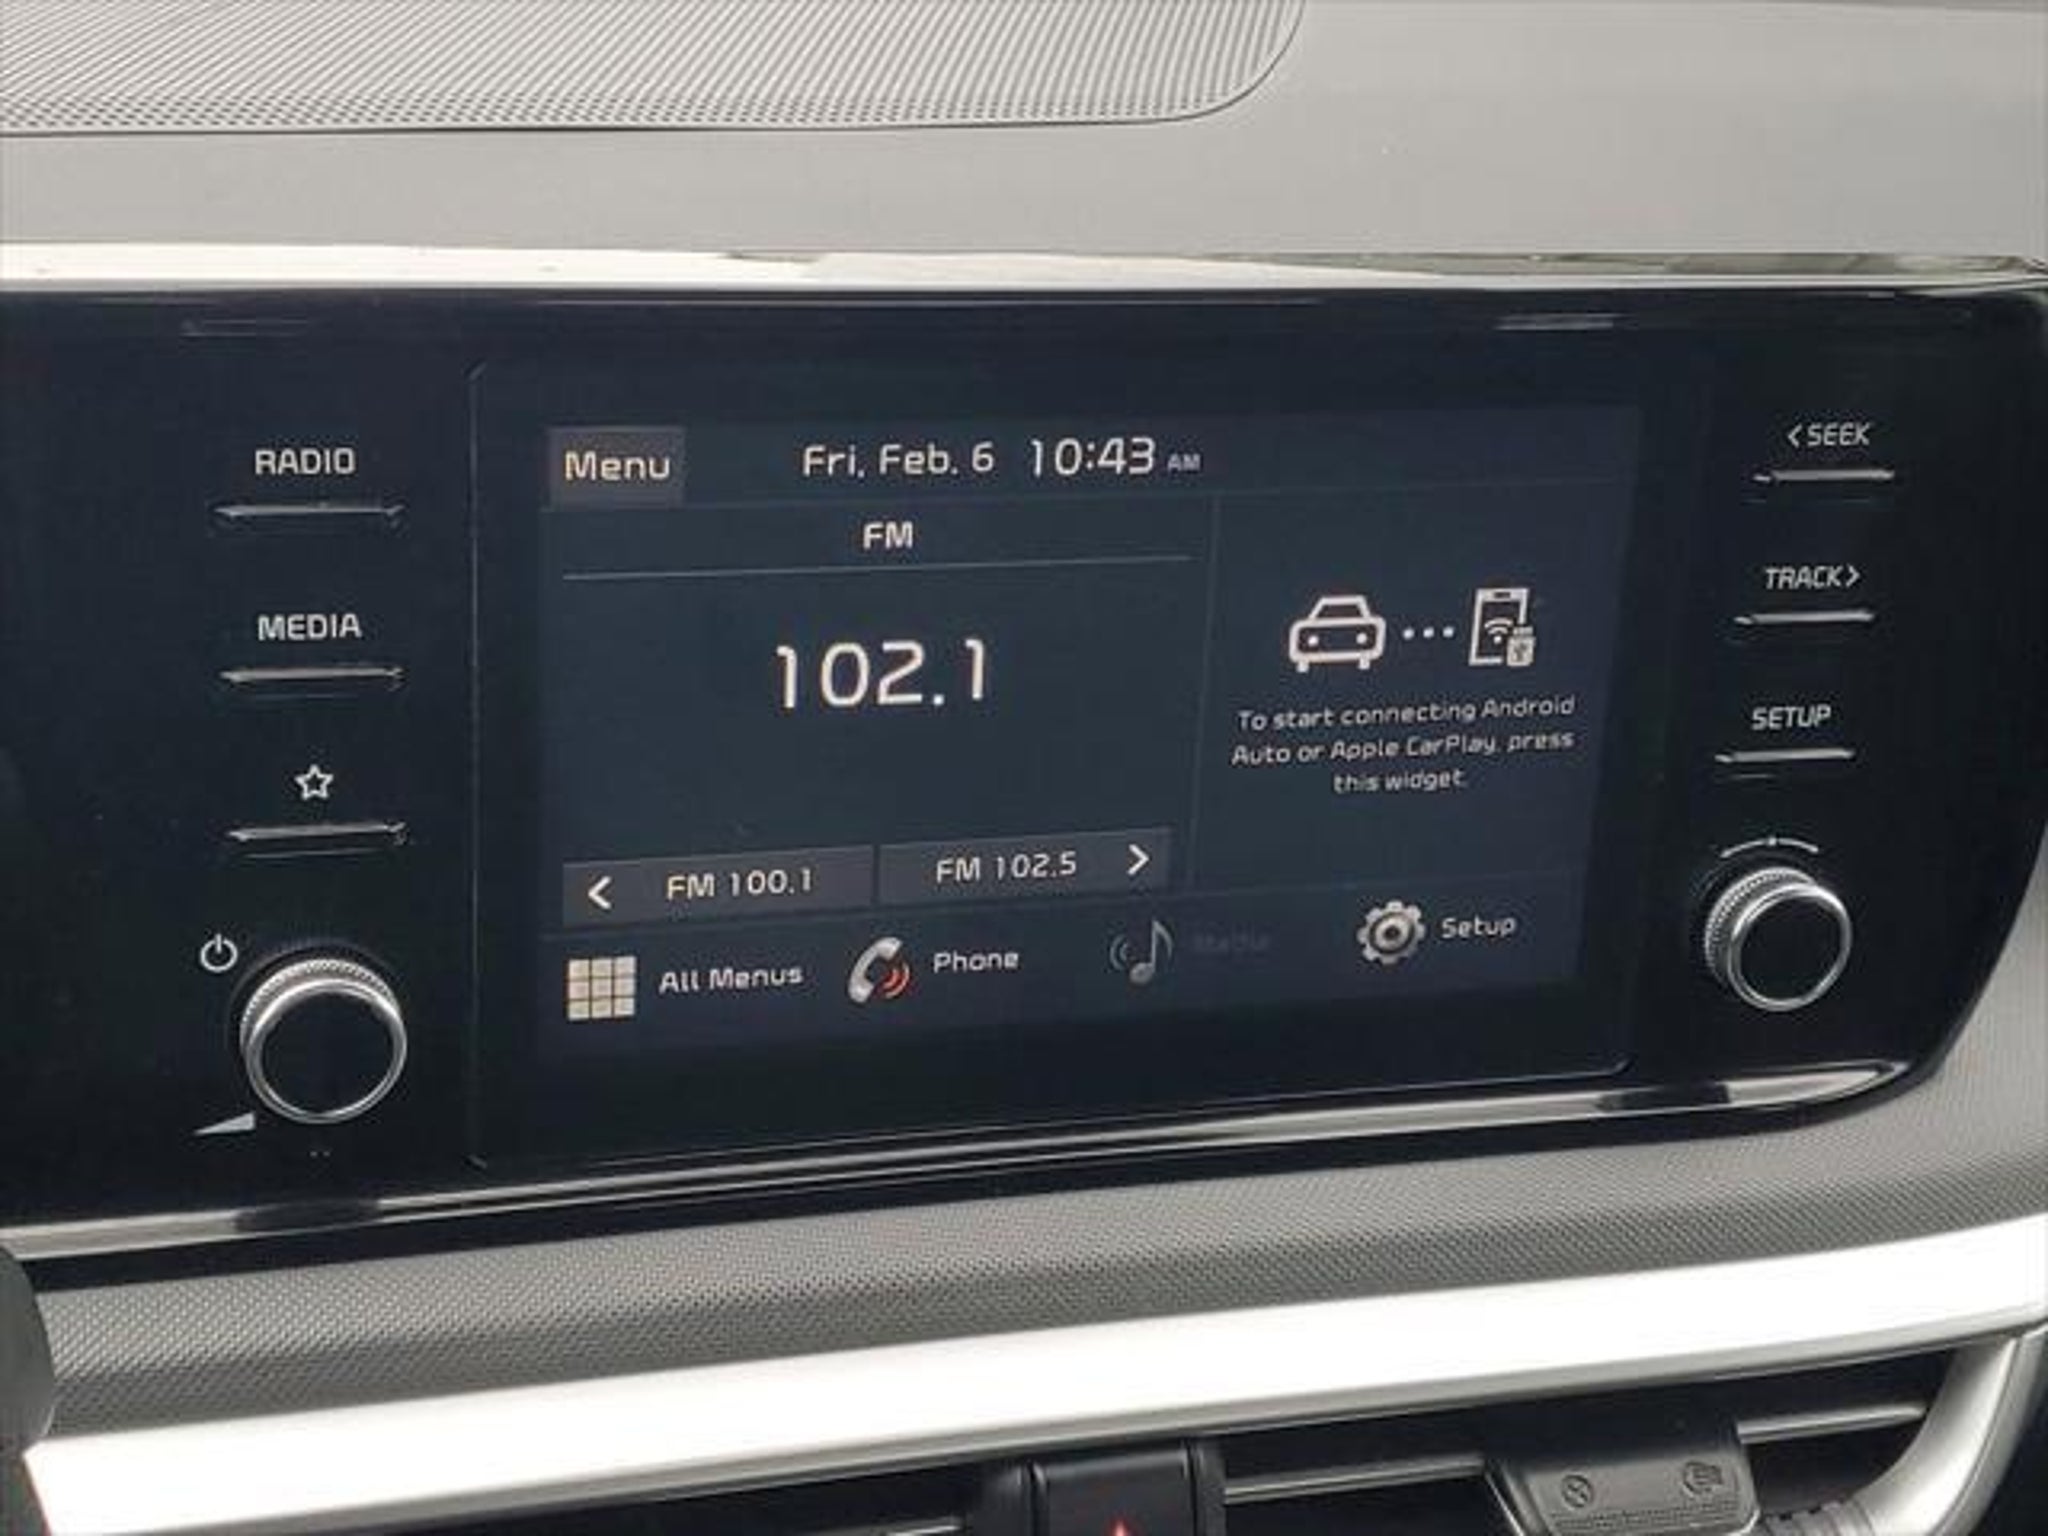 RADIO
MEDIA
Menu
Fri, Feb. 6 10:43 AM
FM
102.1
FM 100.1
FM 102.5
To start connecting Android
Auto or Apple CarPlay, press
this widget.
All Menus
Phone
Media
Setup
< SEEK
TRACK >
SETUP